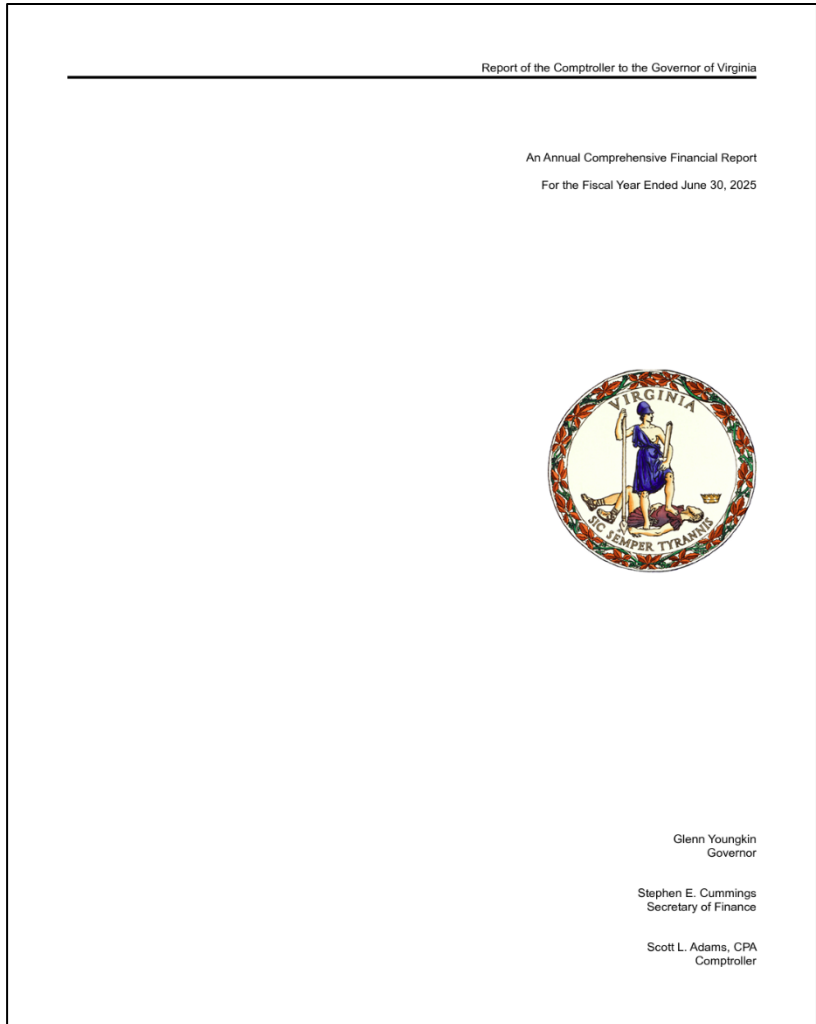 Report of the Comptroller to the Governor of Virginia
An Annual Comprehensive Financial Report
For the Fiscal Year Ended June 30, 2025
VIRGINIA
SIC SEMPER TYRANNIS
Glenn Youngkin
Governor
Stephen E. Cummings
Secretary of Finance
Scott L. Adams, CPA
Comptroller